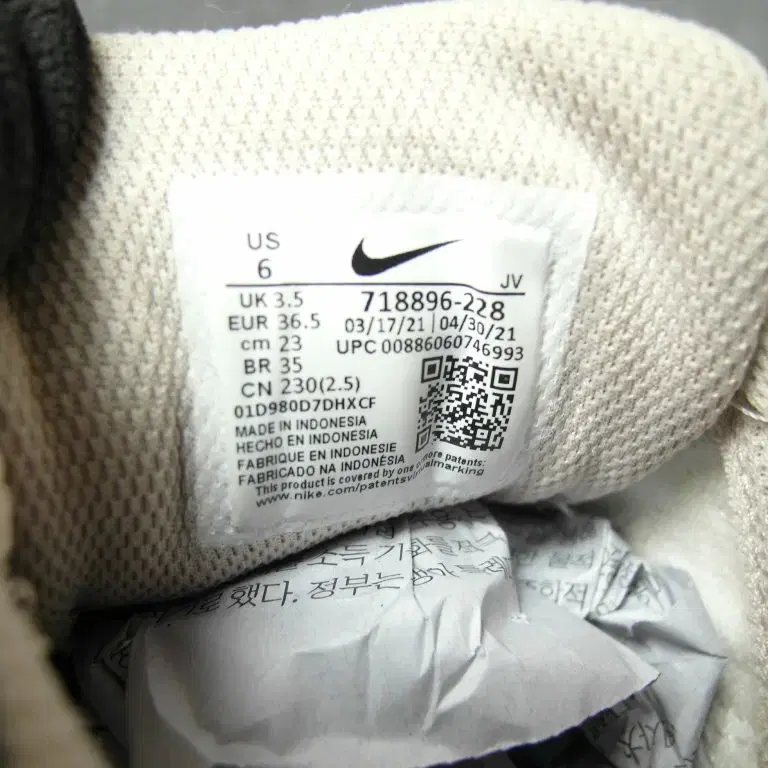 US
6
JV
UK 3.5
718896-228
EUR 36.5
03/17/21 | 04/30/21
cm 23
UPC 00886060746993
BR 35
CN 230(2.5)
01D980D7DHXCF
MADE IN INDONESIA
HECHO EN INDONESIA
FABRIQUE EN INDONESIE
FABRICADO NA INDONÉSIA
This product is covered by one or more patents:
www.nike.com/patentsvirtualmarking
소득
했다. 정부는